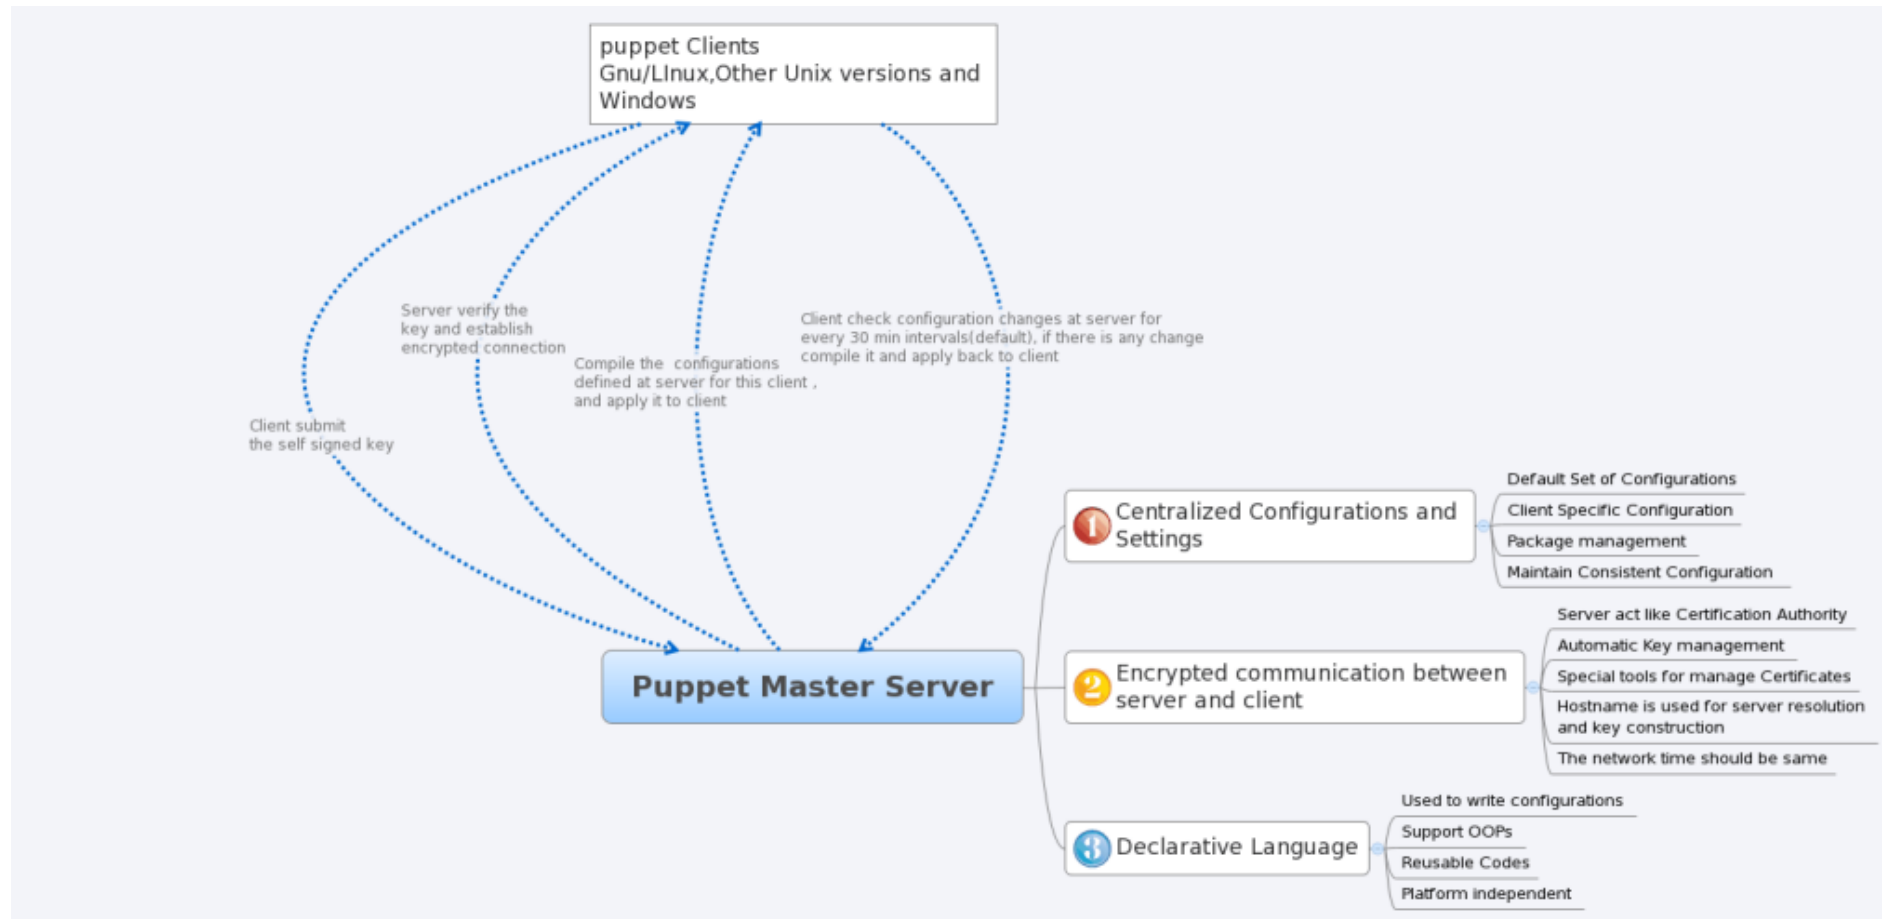 puppet Clients
Gnu/LInux,Other Unix versions and
Windows
Server verify the
key and establish
encrypted connection
Compile the  configurations
defined at server for this client ,
and apply it to client
Client check configuration changes at server for
every 30 min intervals(default), if there is any change
compile it and apply back to client
Client submit
the self signed key
Puppet Master Server
1
Centralized Configurations and
Settings
Default Set of Configurations
Client Specific Configuration
Package management
Maintain Consistent Configuration
2
Encrypted communication between
server and client
Server act like Certification Authority
Automatic Key management
Special tools for manage Certificates
Hostname is used for server resolution
and key construction
The network time should be same
3
Declarative Language
Used to write configurations
Support OOPs
Reusable Codes
Platform independent